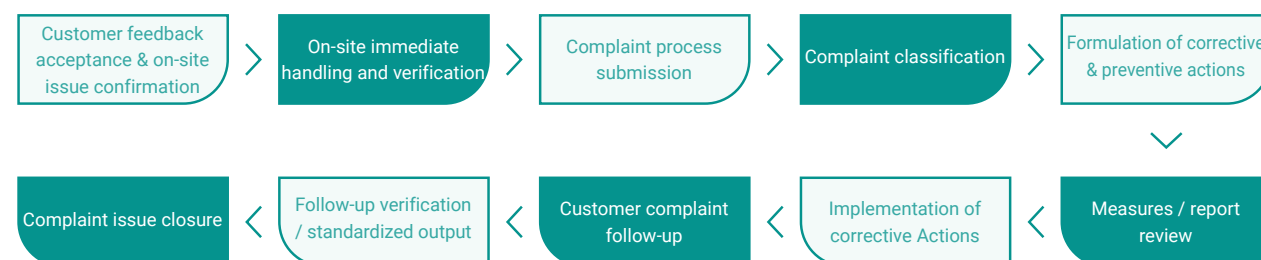 Customer feedback
acceptance & on-site
issue confirmation
On-site immediate
handling and verification
Complaint process
submission
Complaint classification
Formulation of corrective
& preventive actions
Measures / report
review
Implementation of
corrective Actions
Customer complaint
follow-up
Follow-up verification
/ standardized output
Complaint issue closure